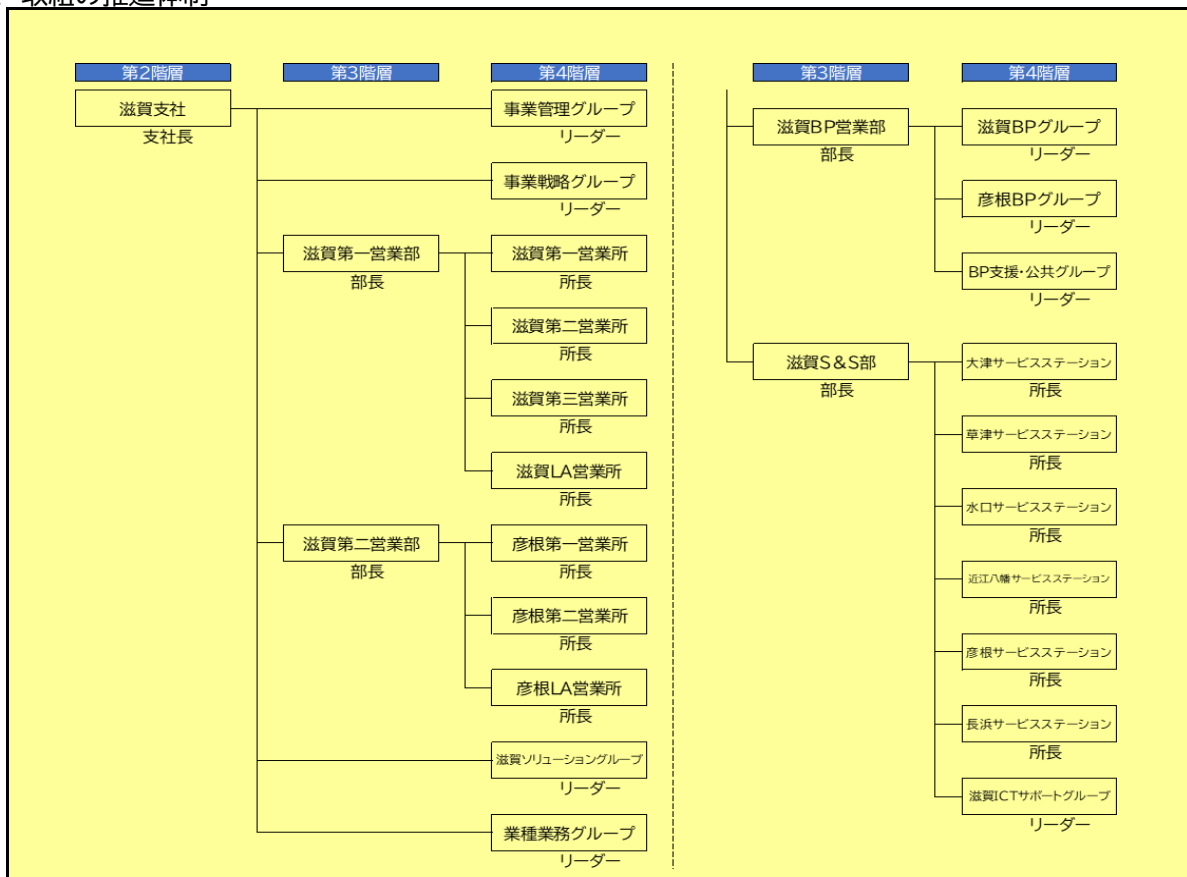 取組の推進体制
第2階層
第3階層
第4階層
滋賀支社
支社長
事業管理グループ
リーダー
事業戦略グループ
リーダー
滋賀第一営業部
部長
滋賀第一営業所
所長
滋賀第二営業所
所長
滋賀第三営業所
所長
滋賀LA営業所
所長
滋賀第二営業部
部長
彦根第一営業所
所長
彦根第二営業所
所長
彦根LA営業所
所長
滋賀ソリューショングループ
リーダー
業種業務グループ
リーダー
第3階層
第4階層
滋賀BP営業部
部長
滋賀BPグループ
リーダー
彦根BPグループ
リーダー
BP支援・公共グループ
リーダー
滋賀S&S部
部長
大津サービスステーション
所長
草津サービスステーション
所長
水口サービスステーション
所長
近江八幡サービスステーション
所長
彦根サービスステーション
所長
長浜サービスステーション
所長
滋賀ICTサポートグループ
リーダー